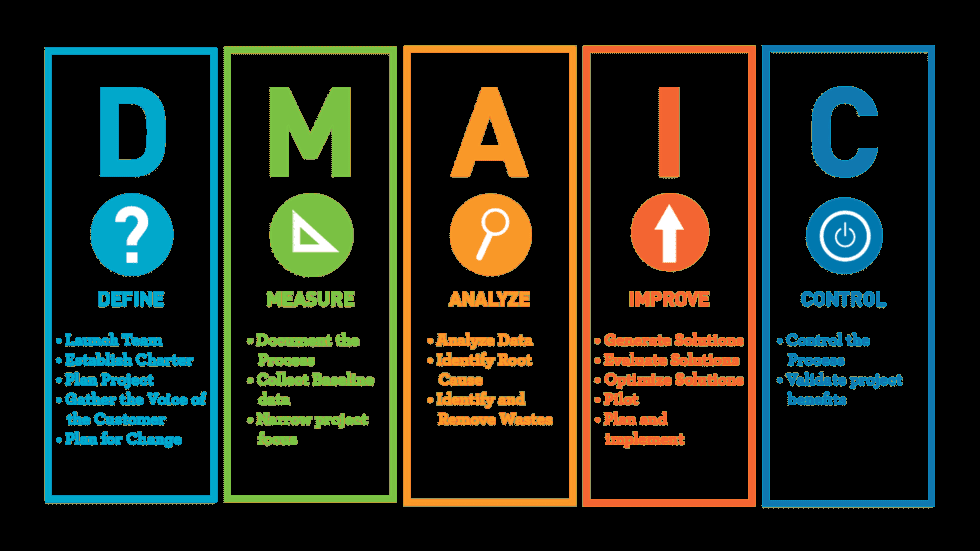 D
?
DEFINE
• Launch Team
• Establish Charter
• Plan Project
• Gather the Voice of
the Customer
• Plan for Change
M
MEASURE
• Document the
Process
• Collect Baseline
data
• Narrow project
focus
A
ANALYZE
• Analyze Data
• Identify Root
Cause
• Identify and
Remove Wastes
I
IMPROVE
• Generate Solutions
• Evaluate Solutions
• Optimize Solutions
• Pilot
• Plan and
implement
C
CONTROL
• Control the
Process
• Validate project
benefits